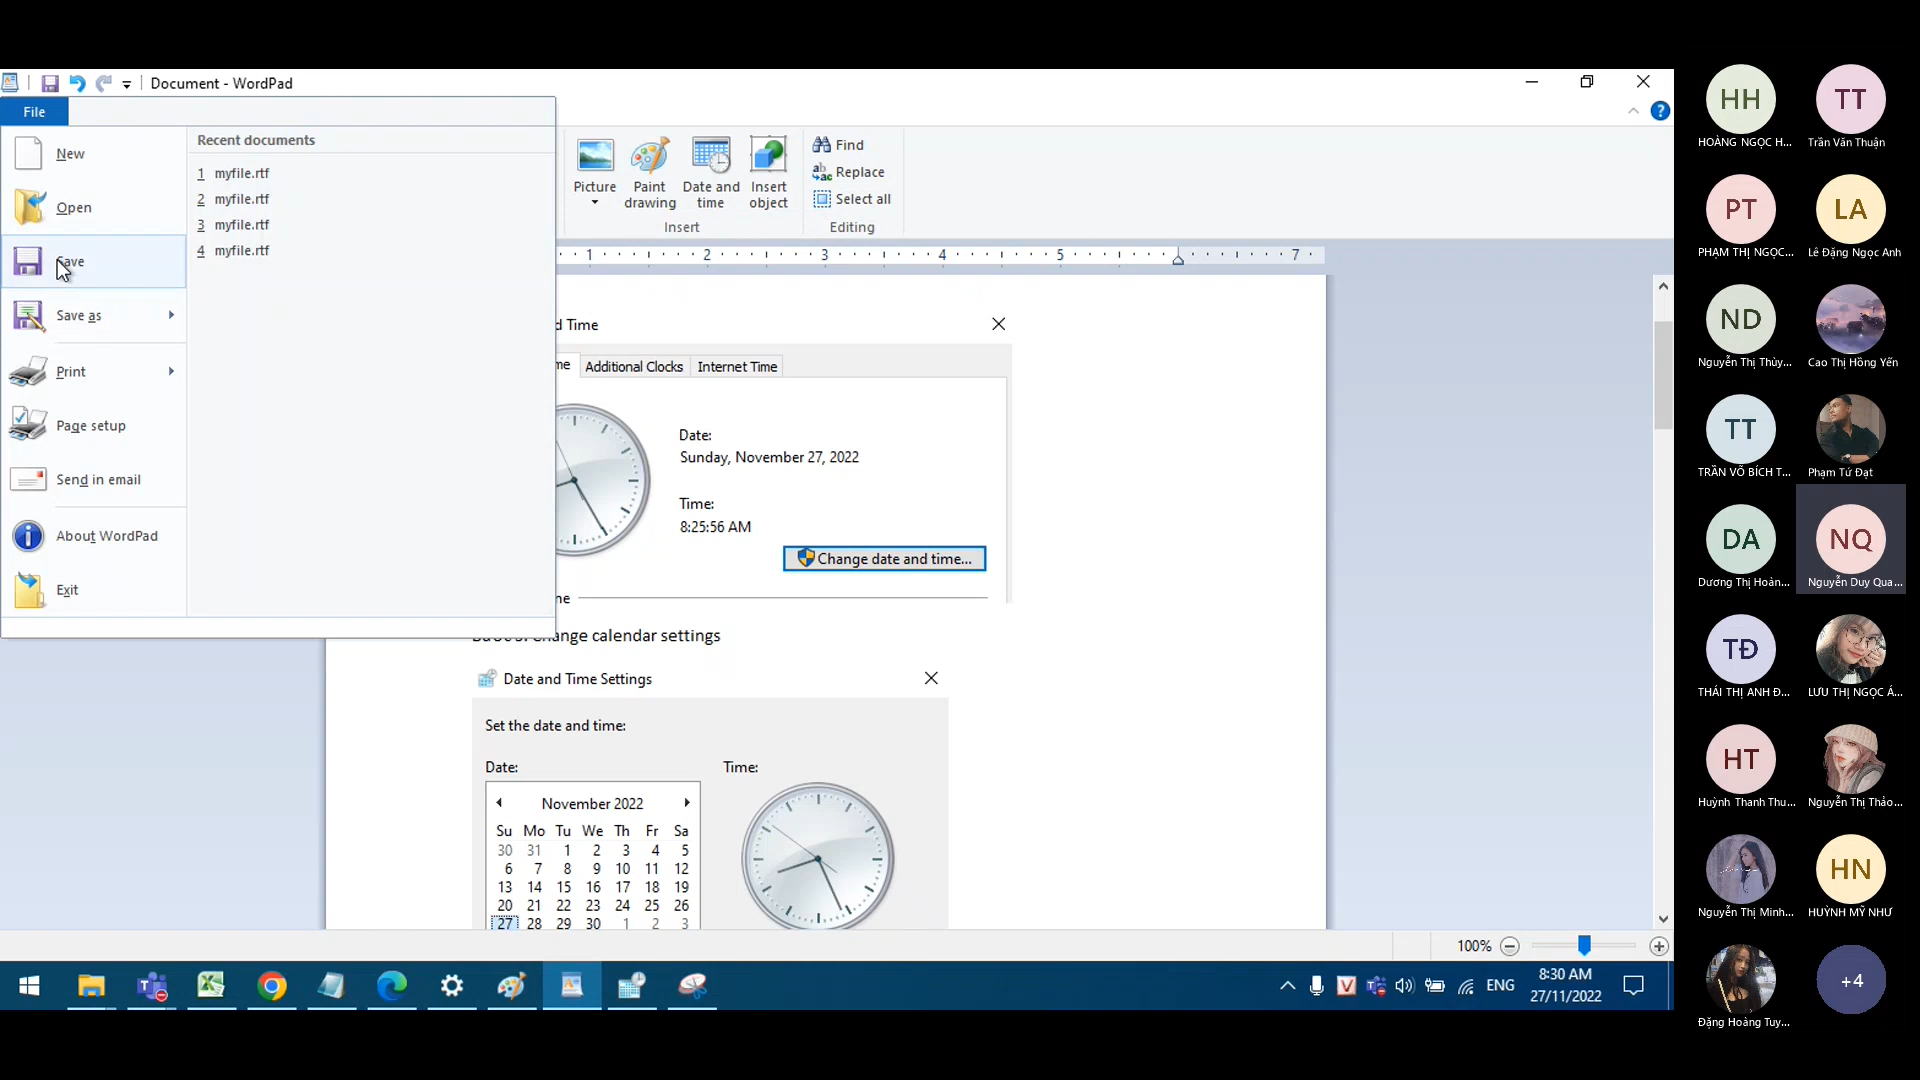 Document - WordPad
File
New
Open
Save
Save as
Print
Page setup
Send in email
About WordPad
Exit
Recent documents
1 myfile.rtf
2 myfile.rtf
3 myfile.rtf
4 myfile.rtf
Picture
Paint drawing
Date and time
Insert object
Insert
Find
Replace
Select all
Editing
1 2 3 4 5 7
d Time
me Additional Clocks Internet Time
Date:
Sunday, November 27, 2022
Time:
8:25:56 AM
Change date and time...
ne
ange calendar settings
Date and Time Settings
Set the date and time:
Date: Time:
November 2022
Su Mo Tu We Th Fr Sa
30 31 1 2 3 4 5
6 7 8 9 10 11 12
13 14 15 16 17 18 19
20 21 22 23 24 25 26
27 28 29 30 1 2 3
100%
ENG
8:30 AM
27/11/2022
HH
HOÀNG NGỌC H...
TT
Trần Văn Thuận
PT
PHẠM THỊ NGỌC...
LA
Lê Đặng Ngọc Anh
ND
Nguyễn Thị Thùy...
Cao Thị Hồng Yến
TT
TRẦN VÕ BÍCH T...
Phạm Tứ Đạt
DA
Dương Thị Hoàn...
NQ
Nguyễn Duy Qua...
TĐ
THÁI THỊ ANH Đ...
LƯU THỊ NGỌC Á...
HT
Huỳnh Thanh Thu...
Nguyễn Thị Thảo...
Nguyễn Thị Minh...
HN
HUỲNH MỸ NHƯ
Đặng Hoàng Tuy...
+4